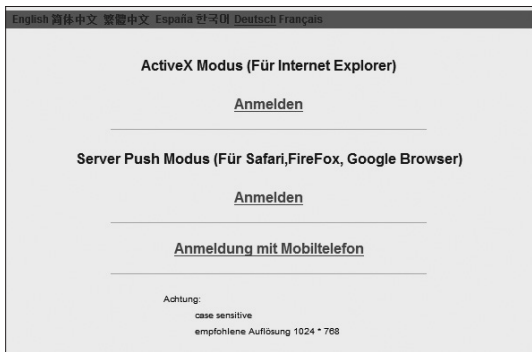 English 简体中文 繁體中文 España 한국어 Deutsch Français
ActiveX Modus (Für Internet Explorer)
Anmelden
Server Push Modus (Für Safari,FireFox, Google Browser)
Anmelden
Anmeldung mit Mobiltelefon
Achtung:
case sensitive
empfohlene Auflösung 1024 * 768